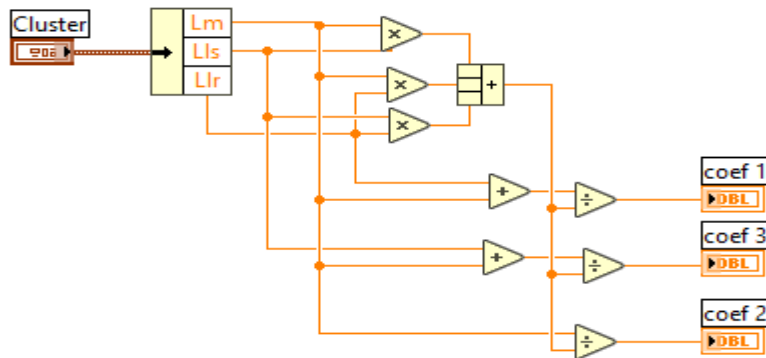 Cluster
Lm
Lls
Llr
×
×
×
+
+
÷
coef 1
DBL
+
÷
coef 3
DBL
÷
coef 2
DBL